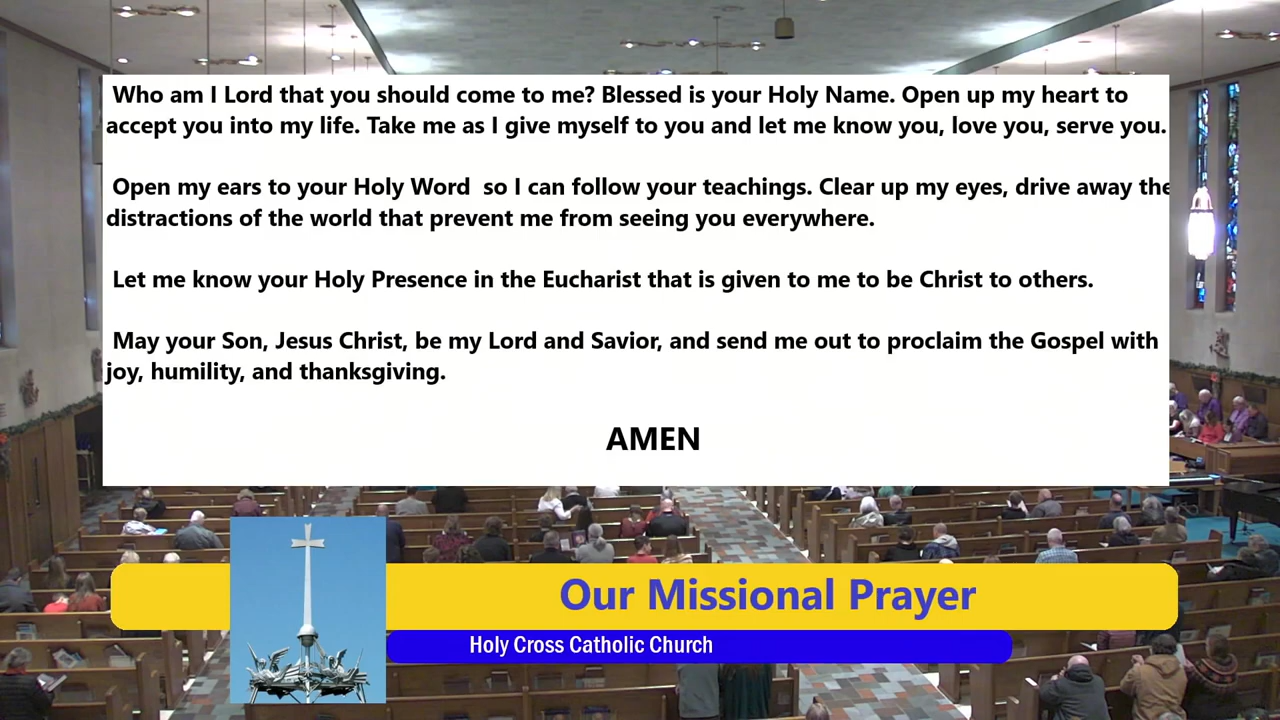 Who am I Lord that you should come to me? Blessed is your Holy Name. Open up my heart to
accept you into my life. Take me as I give myself to you and let me know you, love you, serve you.
Open my ears to your Holy Word  so I can follow your teachings. Clear up my eyes, drive away the
distractions of the world that prevent me from seeing you everywhere.
Let me know your Holy Presence in the Eucharist that is given to me to be Christ to others.
May your Son, Jesus Christ, be my Lord and Savior, and send me out to proclaim the Gospel with
joy, humility, and thanksgiving.
AMEN
Our Missional Prayer
Holy Cross Catholic Church